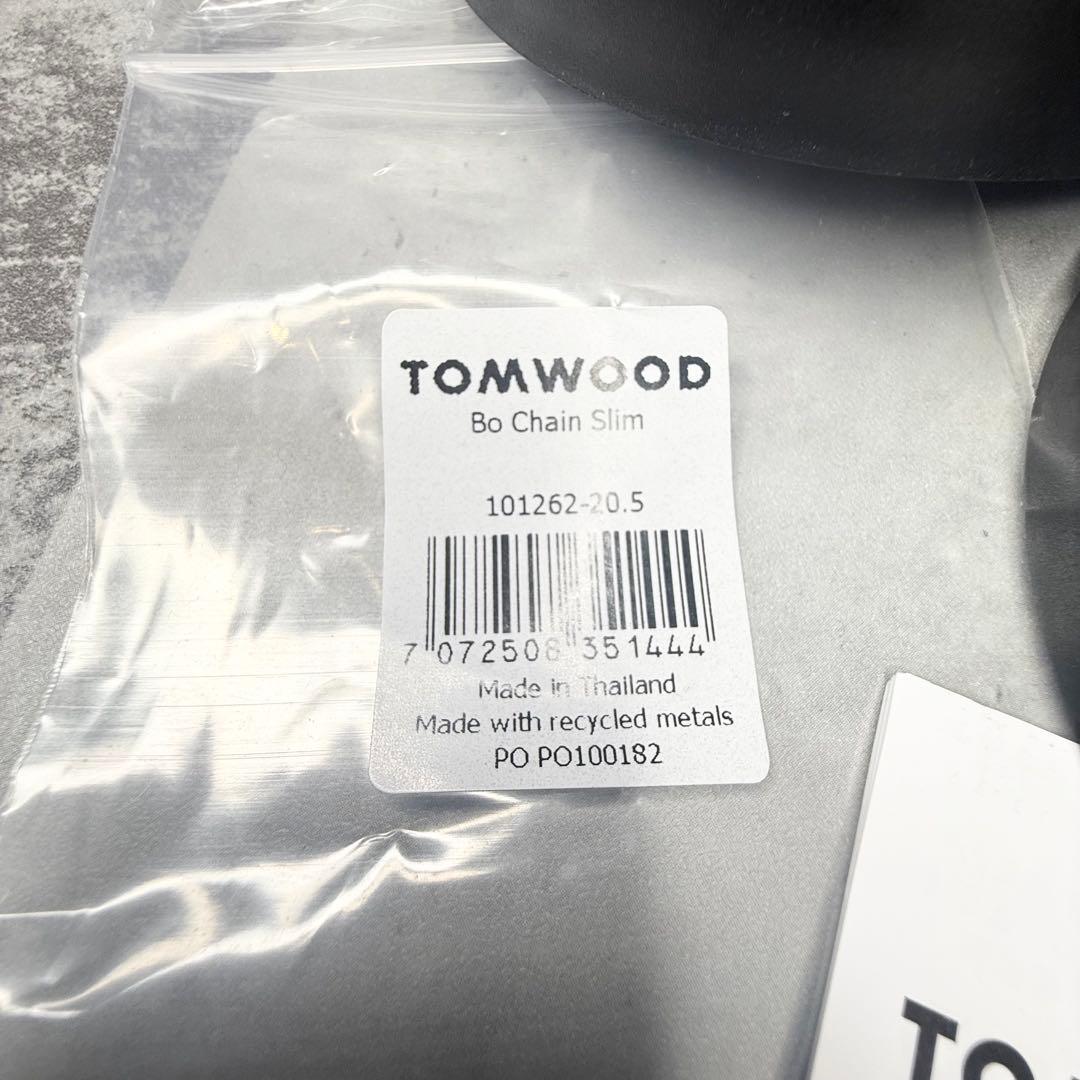 TOMWOOD
Bo Chain Slim
101262-20.5
7 072508 351444
Made in Thailand
Made with recycled metals
PO PO100182
TO